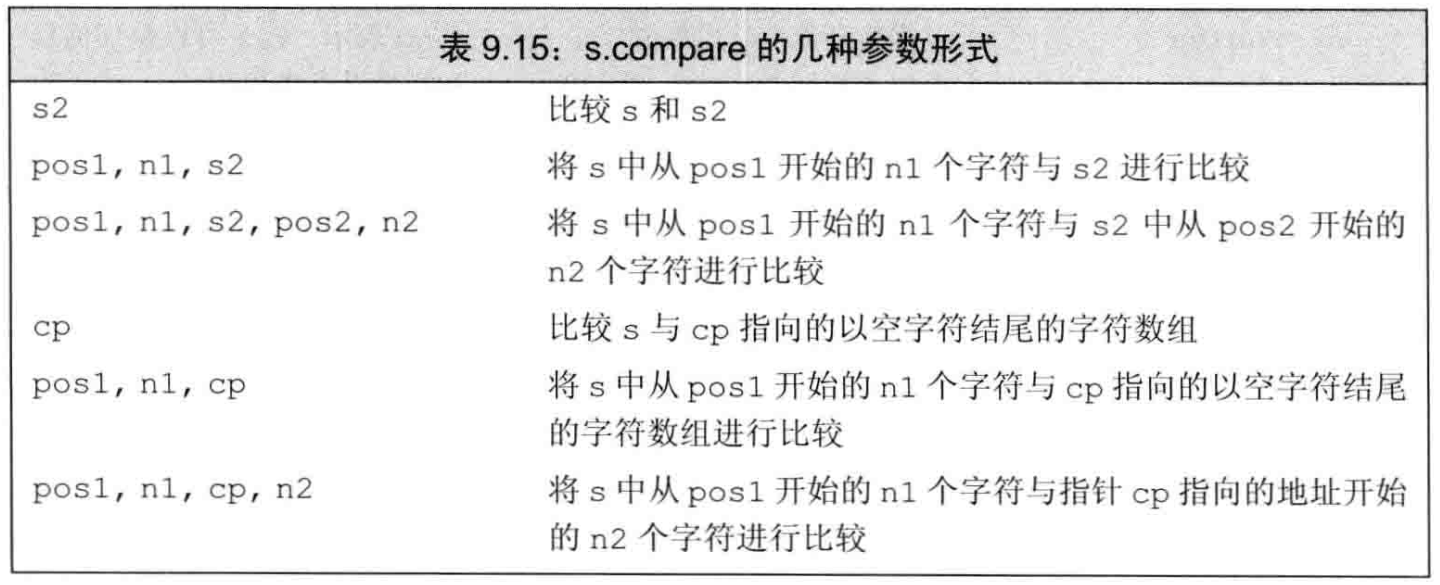 表 9.15：s.compare 的几种参数形式
s2 比较 s 和 s2
pos1, n1, s2 将 s 中从 pos1 开始的 n1 个字符与 s2 进行比较
pos1, n1, s2, pos2, n2 将 s 中从 pos1 开始的 n1 个字符与 s2 中从 pos2 开始的
n2 个字符进行比较
cp 比较 s 与 cp 指向的以空字符结尾的字符数组
pos1, n1, cp 将 s 中从 pos1 开始的 n1 个字符与 cp 指向的以空字符结尾
的字符数组进行比较
pos1, n1, cp, n2 将 s 中从 pos1 开始的 n1 个字符与指针 cp 指向的地址开始
的 n2 个字符进行比较